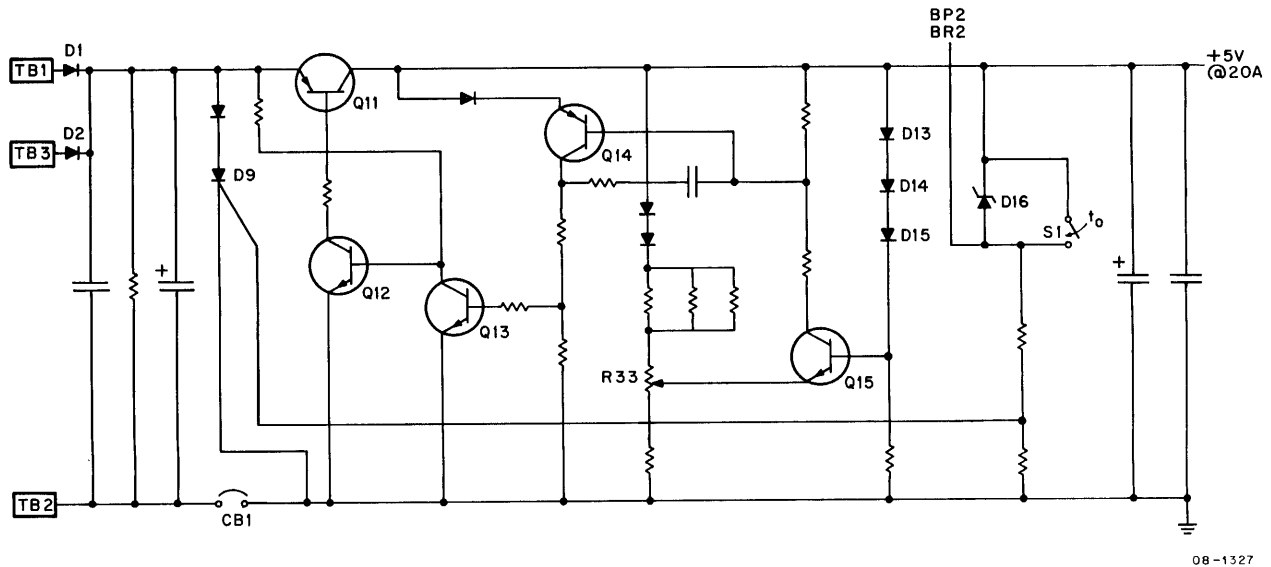 BP2
BR2
D1
TB1
+5V
@20A
Q11
D2
TB3
Q14
D13
D9
D14
D16
D15
S1
t₀
+
+
Q12
Q13
R33
Q15
TB2
CB1
08-1327